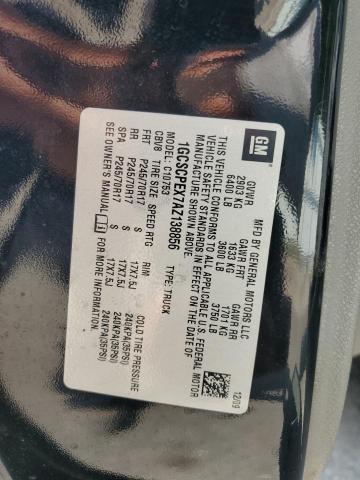 GM
MFD BY GENERAL MOTORS LLC
12/09
GVWR GAWR FRT GAWR RR
2903 KG 1633 KG 1701 KG
6400 LB 3600 LB 3750 LB
THIS VEHICLE CONFORMS TO ALL APPLICABLE U.S. FEDERAL MOTOR
VEHICLE SAFETY STANDARDS IN EFFECT ON THE DATE OF
MANUFACTURE SHOWN ABOVE.
1GCSCPEX7AZ138856 TYPE: TRUCK
MODEL: C10753
CBV8 TIRE SIZE SPEED RTG RIM COLD TIRE PRESSURE
FRT P245/70R17 S 17X7.5J 240KPA(35PSI)
RR P245/70R17 S 17X7.5J 240KPA(35PSI)
SPA P245/70R17 S 17X7.5J 240KPA(35PSI)
SEE OWNER'S MANUAL